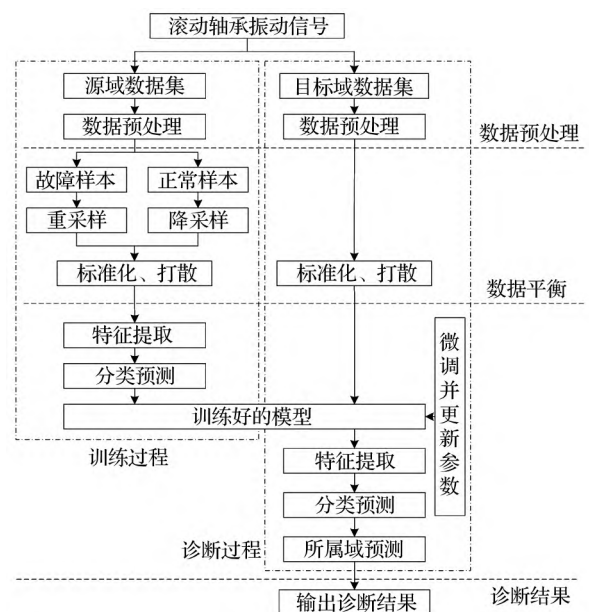 滚动轴承振动信号
源域数据集
目标域数据集
数据预处理
数据预处理
数据预处理
故障样本
正常样本
重采样
降采样
标准化、打散
标准化、打散
数据平衡
特征提取
分类预测
微调并更新参数
训练好的模型
训练过程
特征提取
分类预测
诊断过程
所属域预测
输出诊断结果
诊断结果